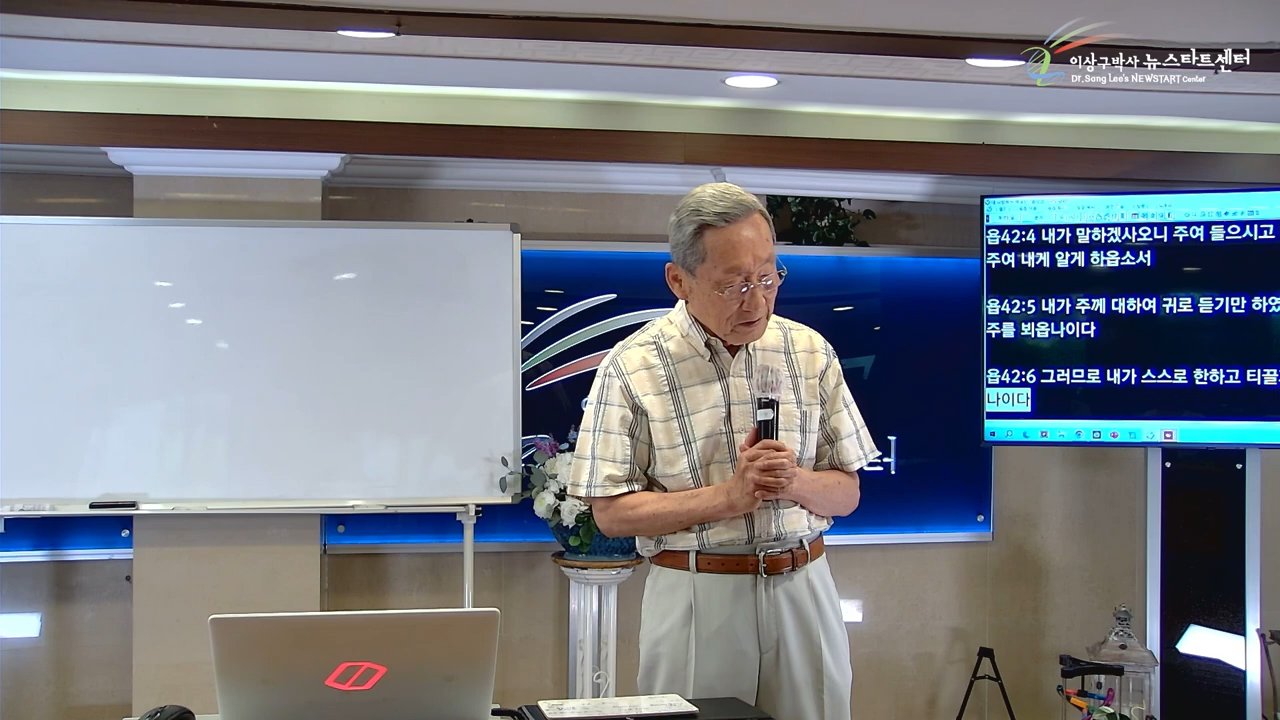 이상구박사 뉴스타트센터
Dr. Sang Lee's NEWSTART Center
욥42:4 내가 말하겠사오니 주여 들으시고
주여 내게 알게 하옵소서
욥42:5 내가 주께 대하여 귀로 듣기만 하였
주를 뵈옵나이다
욥42:6 그러므로 내가 스스로 한하고 티끌
나이다
터